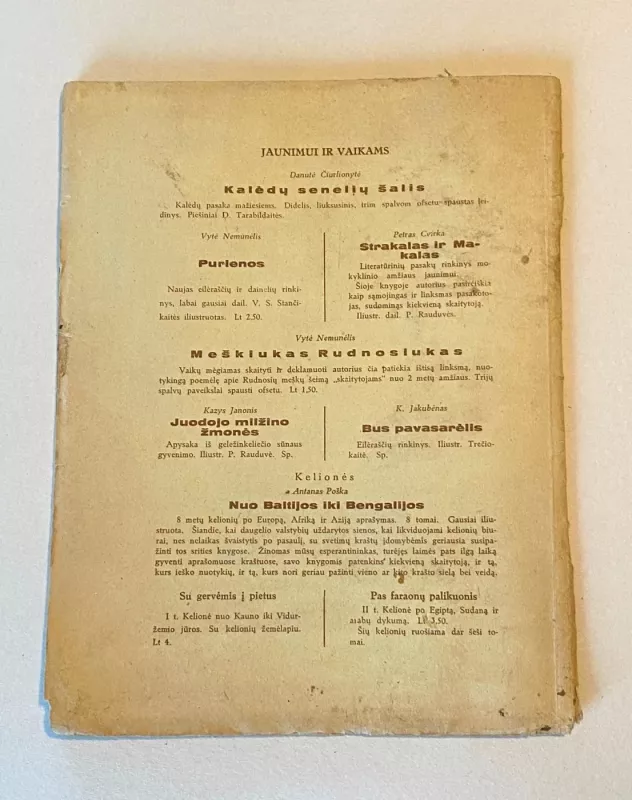 JAUNIMUI IR VAIKAMS
Danutė Čiurlionytė
Kalėdų senelių šalis
Kalėdų pasaka mažiesiems. Didelis, liuksusinis, trim spalvom ofsetu spaustas lei-
dinys. Piešiniai D. Tarabildaitės.
Vytė Nemunėlis
Purienos
Naujas eilėraščių ir dainelių rinki-
nys, labai gausiai dail. V. S. Stanči-
kaitės iliustruotas. Lt 2.50.
Petras Cvirka
Strakalas ir Ma-
kalas
Literatūrinių pasakų rinkinys mo-
kyklinio amžiaus jaunimui.
Šioje knygoje autorius pasireiškia
kaip sąmojingas ir linksmas pasakoto-
jas, sudominąs kiekvieną skaitytoją.
Iliustr. dail. P. Rauduvės.
Vytė Nemunėlis
Meškiukas Rudnosiukas
Vaikų mėgiamas skaityti ir deklamuoti autorius čia patiekia ištisą linksmą, nuo-
tykingą poemėlę apie Rudnosių meškų šeimą „skaitytojams" nuo 2 metų amžiaus. Trijų
spalvų paveikslai spausti ofsetu. Lt 1,50.
Kazys Janonis
Juodojo milžino
žmonės
Apysaka iš geležinkeliečio sūnaus
gyvenimo. Iliustr. P. Rauduvė. Sp.
K. Jakubėnas
Bus pavasarėlis
Eilėraščių rinkinys. Iliustr. Trečio-
kaitė. Sp.
Kelionės
Antanas Poška
Nuo Baltijos iki Bengalijos
8 metų kelionių po Europą, Afriką ir Aziją aprašymas. 8 tomai. Gausiai iliu-
struota. Šiandie, kai daugelio valstybių uždarytos sienos, kai likviduojami kelionių biu-
rai, nes nelaikas švaistytis po pasaulį, su svetimų kraštų įdomybėmis geriausia susipa-
žinti tos srities knygose. Žinomas mūsų esperantininkas, turėjęs laimės pats ilgą laiką
gyventi aprašomuose kraštuose, savo knygomis patenkins kiekvieną skaitytoją, ir tą,
kurs ieško nuotykių, ir tą, kurs nori geriau pažinti vieno ar kito krašto sielą bei veidą.
Su gervėmis į pietus
I t. Kelionė nuo Kauno iki Vidur-
žemio jūros. Su kelionių žemėlapiu.
Lt 4.
Pas faraonų palikuonis
II t. Kelionė po Egiptą, Sudaną ir
arabų dykumą. Lt 3,50.
Šių kelionių ruošiama dar šeši to-
mai.